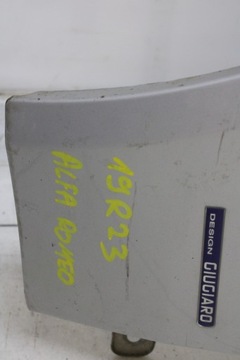 19R23
ALFA ROMEO
DESIGN
GIUGIARO